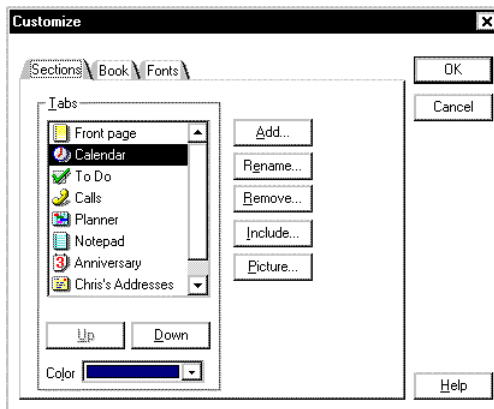 Customize
Sections Book Fonts
OK
Cancel
Tabs
Front page
Calendar
To Do
Calls
Planner
Notepad
3 Anniversary
Chris's Addresses
Add...
Rename...
Remove...
Include...
Picture...
Up Down
Color
Help